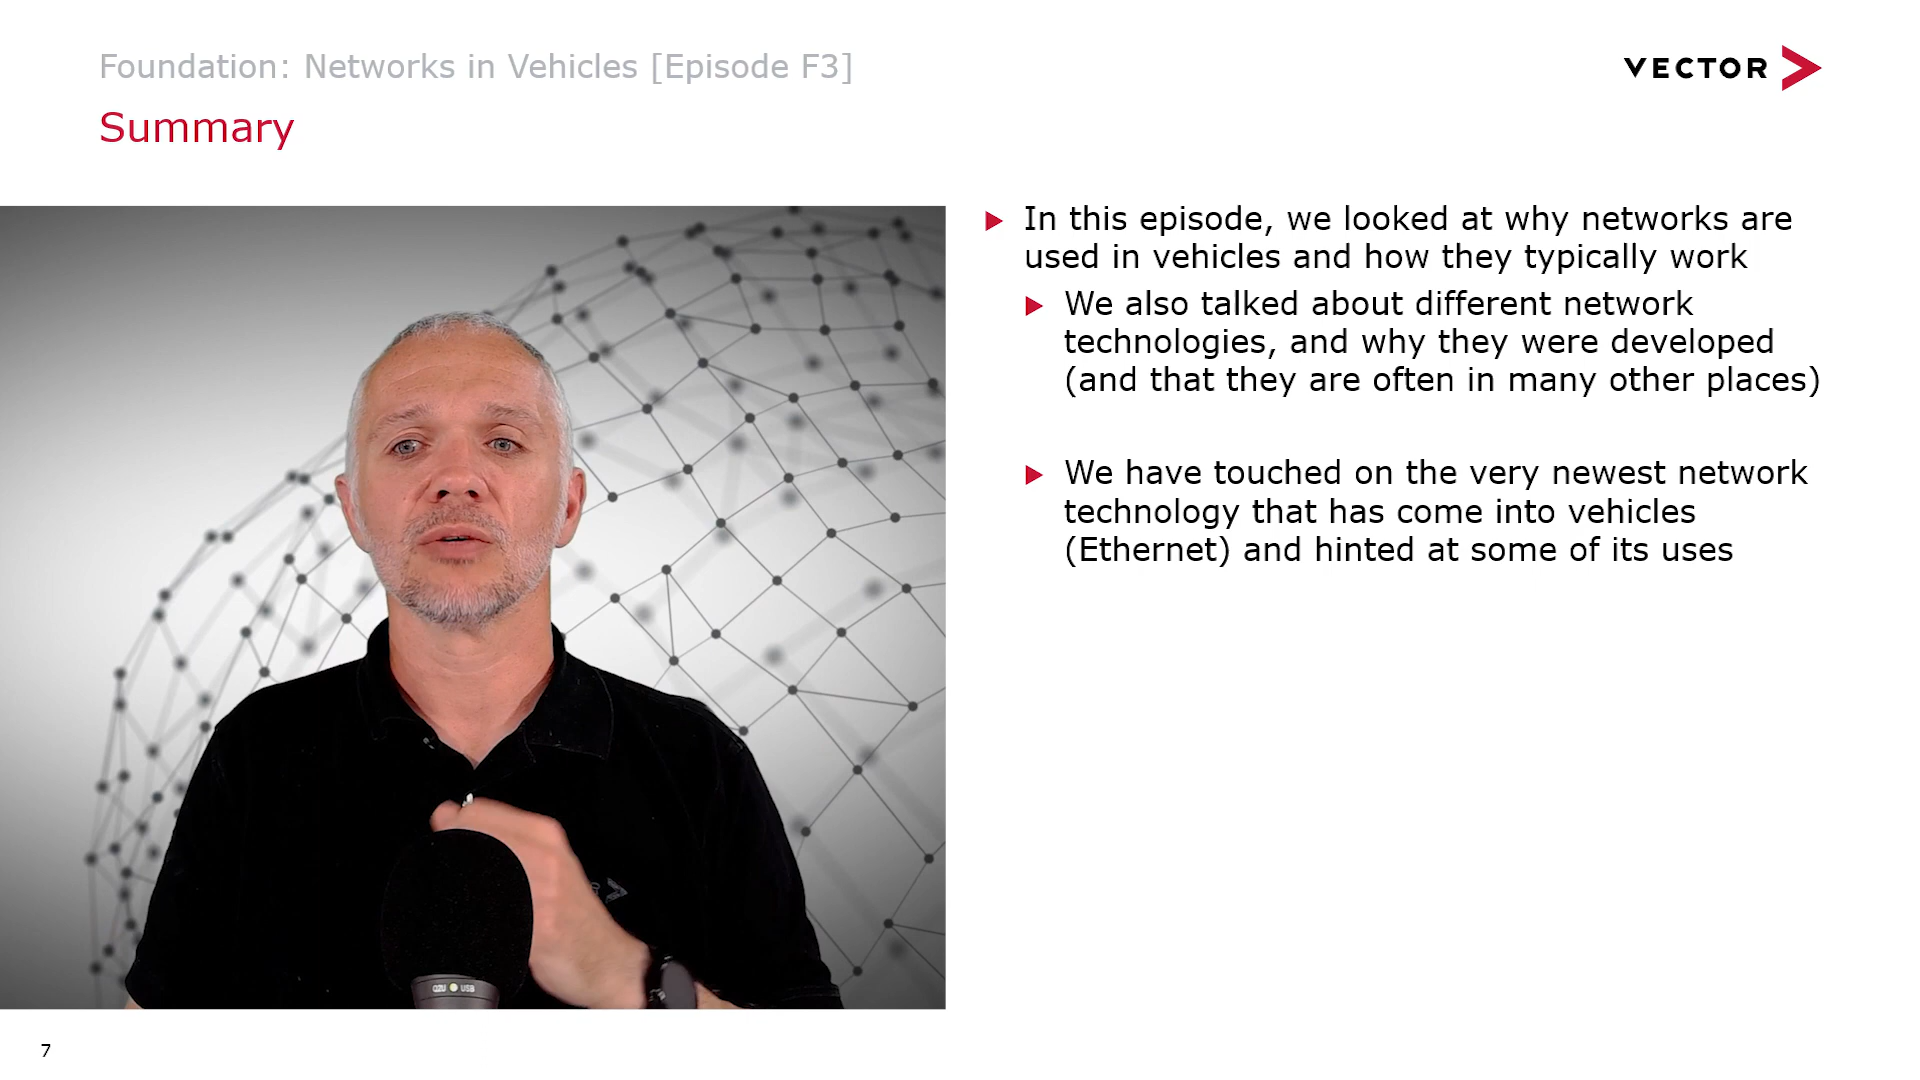 Foundation: Networks in Vehicles [Episode F3]
VECTOR
Summary
In this episode, we looked at why networks are
used in vehicles and how they typically work
We also talked about different network
technologies, and why they were developed
(and that they are often in many other places)
We have touched on the very newest network
technology that has come into vehicles
(Ethernet) and hinted at some of its uses
Q2U USB
7